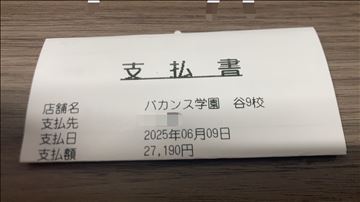 支払書
店舗名 バカンス学園 谷9校
支払先
支払日 2025年06月09日
支払額 27,190円